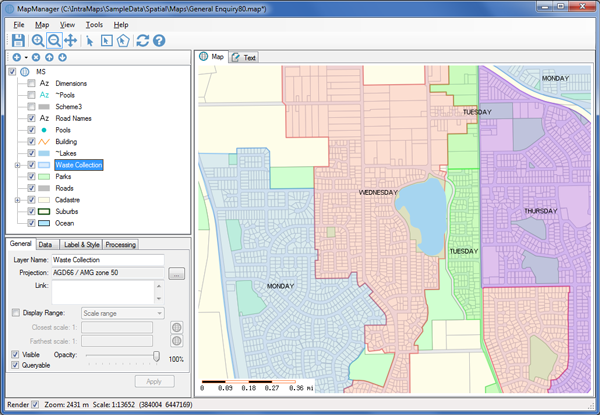 MapManager (C:\IntraMaps\SampleData\Spatial\Maps\General Enquiry80.map*)
File Map View Tools Help
MS
Az Dimensions
Az ~Pools
Scheme3
Az Road Names
Pools
Building
~Lakes
Waste Collection
Parks
Roads
Cadastre
Suburbs
Ocean
General Data Label & Style Processing
Layer Name: Waste Collection
Projection: AGD66 / AMG zone 50 ...
Link:
Display Range: Scale range
Closest scale: 1:
Farthest scale: 1:
Visible Opacity: 100%
Queryable
Apply
Map Text
MONDAY
TUESDAY
WEDNESDAY
THURSDAY
TUESDAY
MONDAY
0.09 0.18 0.27 0.36 mi
Render Zoom: 2431 m Scale: 1:13652 (384004 6447169)